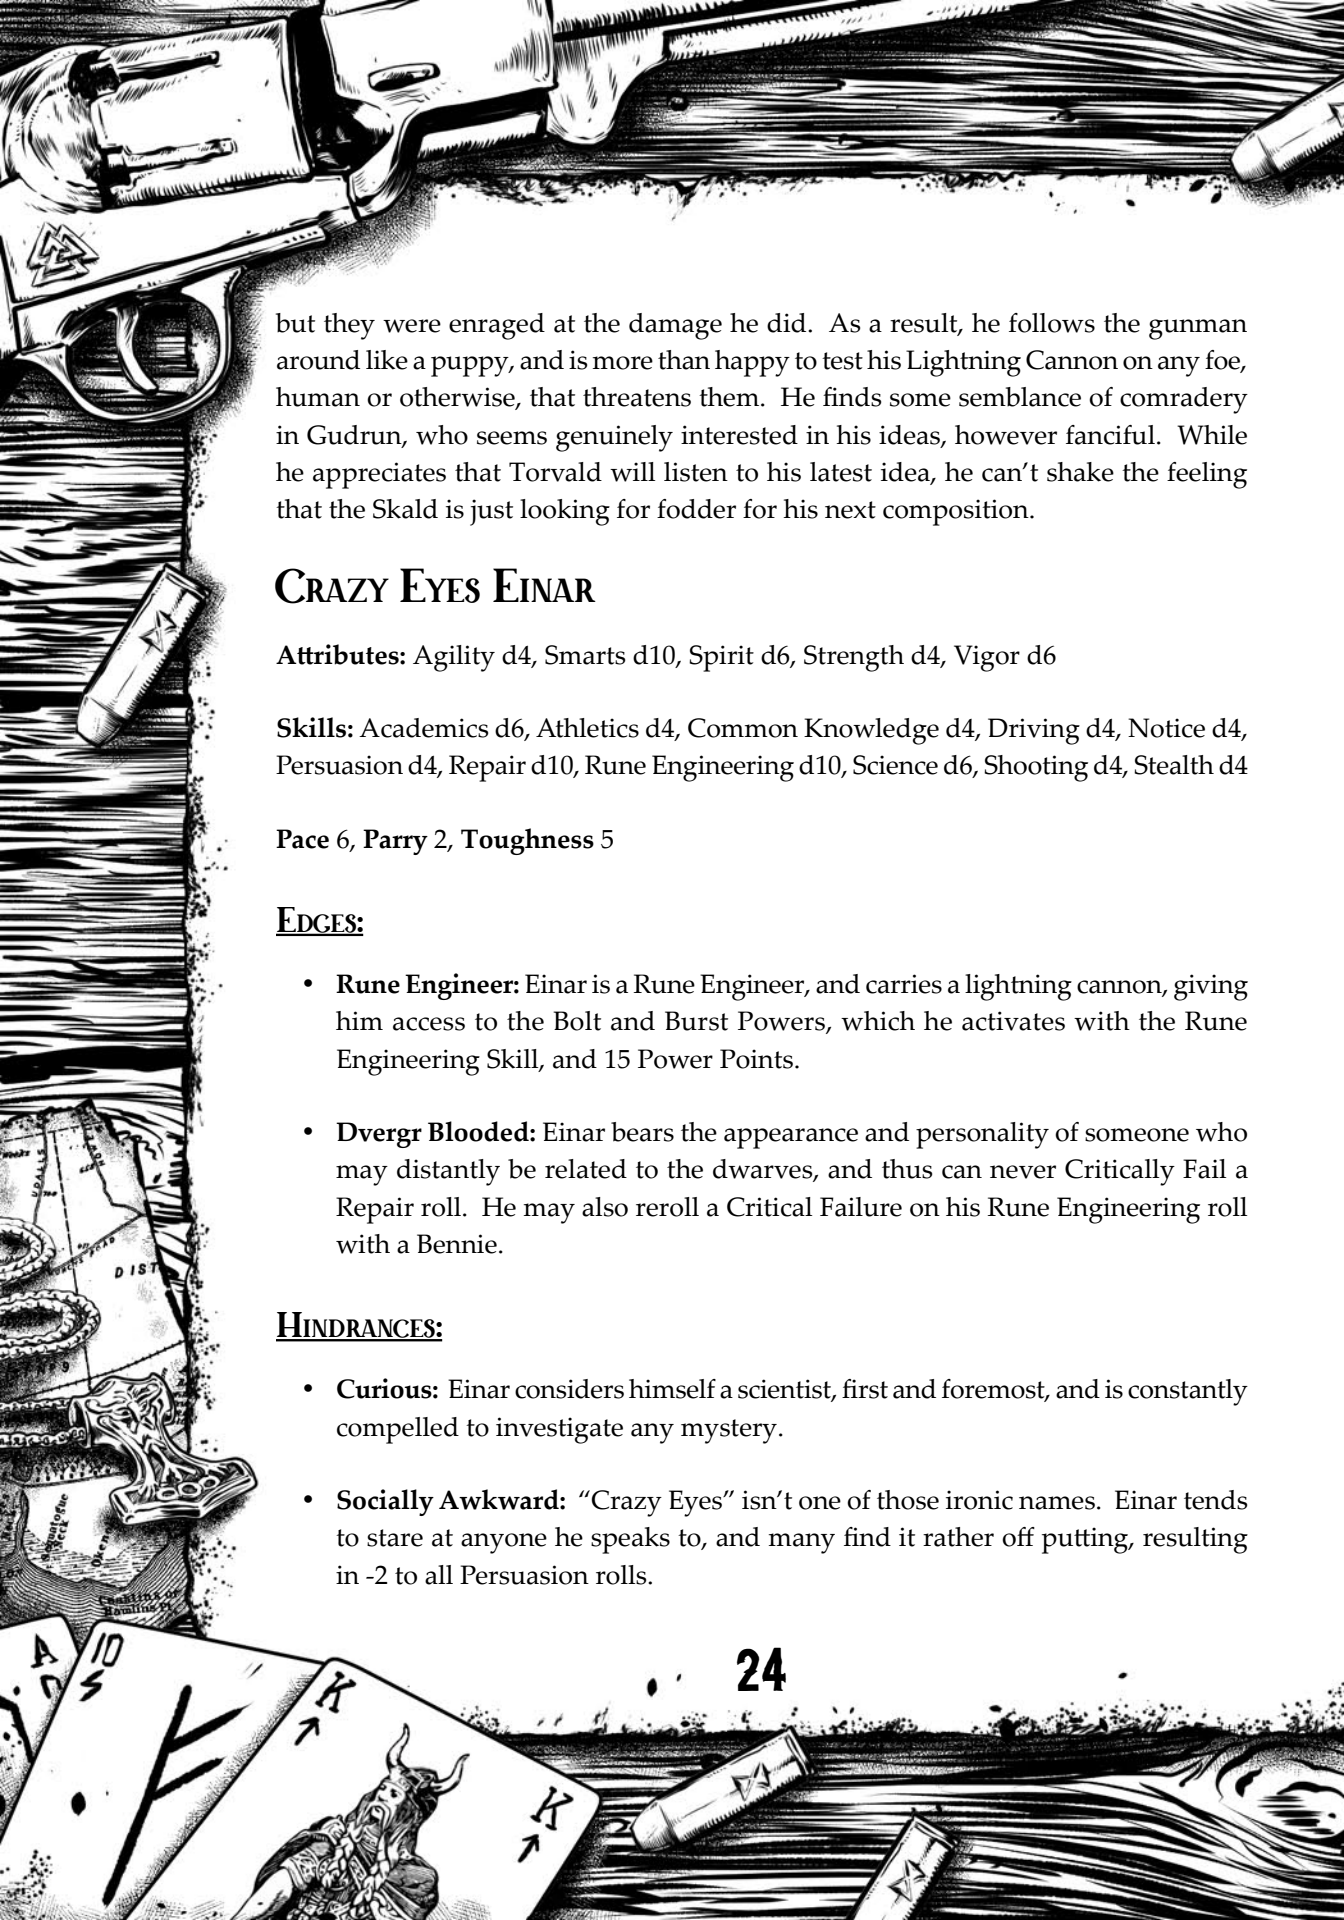 but they were enraged at the damage he did.  As a result, he follows the gunman
around like a puppy, and is more than happy to test his Lightning Cannon on any foe,
human or otherwise, that threatens them.  He finds some semblance of comradery
in Gudrun, who seems genuinely interested in his ideas, however fanciful.  While
he appreciates that Torvald will listen to his latest idea, he can’t shake the feeling
that the Skald is just looking for fodder for his next composition.
Crazy Eyes Einar
Attributes: Agility d4, Smarts d10, Spirit d6, Strength d4, Vigor d6
Skills: Academics d6, Athletics d4, Common Knowledge d4, Driving d4, Notice d4,
Persuasion d4, Repair d10, Rune Engineering d10, Science d6, Shooting d4, Stealth d4
Pace 6, Parry 2, Toughness 5
Edges:
• Rune Engineer: Einar is a Rune Engineer, and carries a lightning cannon, giving
him access to the Bolt and Burst Powers, which he activates with the Rune
Engineering Skill, and 15 Power Points.
• Dvergr Blooded: Einar bears the appearance and personality of someone who
may distantly be related to the dwarves, and thus can never Critically Fail a
Repair roll.  He may also reroll a Critical Failure on his Rune Engineering roll
with a Bennie.
Hindrances:
• Curious:  Einar considers himself a scientist, first and foremost, and is constantly
compelled to investigate any mystery.
• Socially Awkward:  “Crazy Eyes” isn’t one of those ironic names.  Einar tends
to stare at anyone he speaks to, and many find it rather off putting, resulting
in -2 to all Persuasion rolls.
24
DIST
A
10
K
K